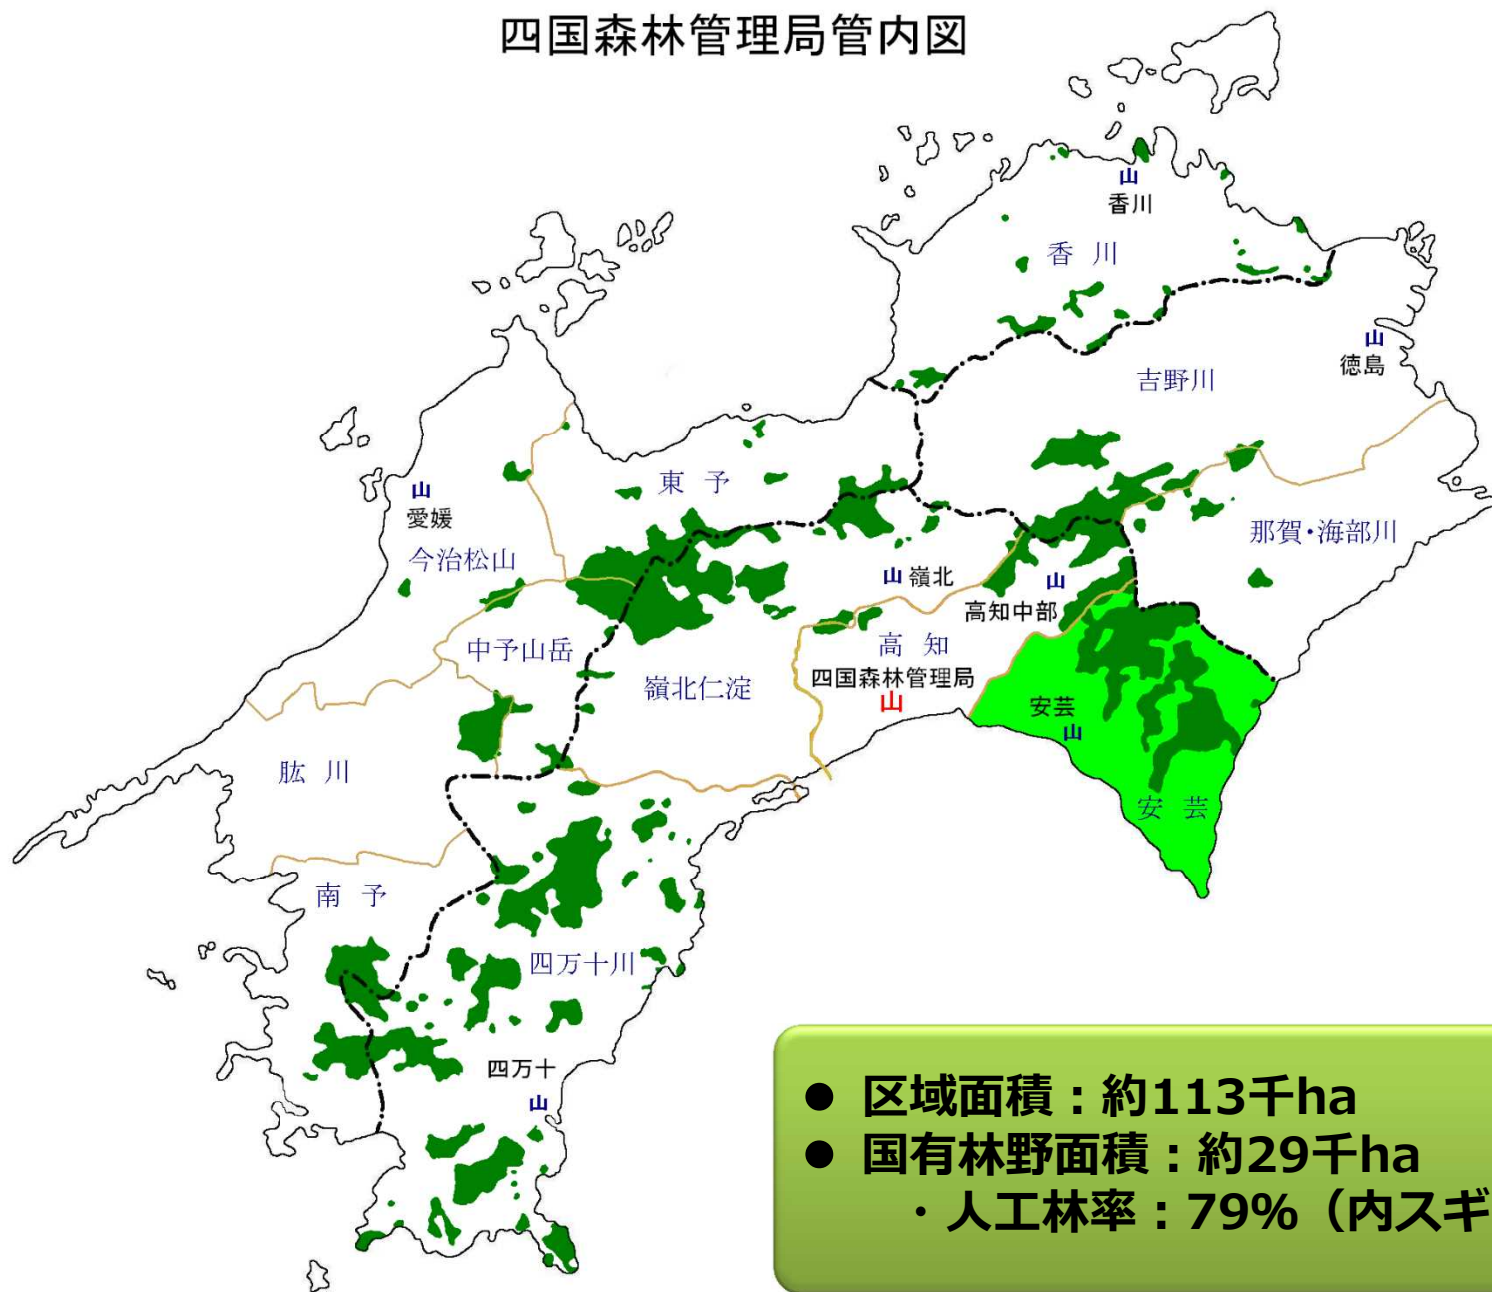 四国森林管理局管内図
山
香川
香 川
山
徳島
吉野川
東 予
山
愛媛
今治松山
那賀・海部川
山 嶺北
山
高知中部
中予山岳
高 知
嶺北仁淀
四国森林管理局
山
安芸
山
肱 川
安 芸
南 予
四万十川
四万十
山
● 区域面積：約113千ha
● 国有林野面積：約29千ha
・人工林率：79%（内スギ